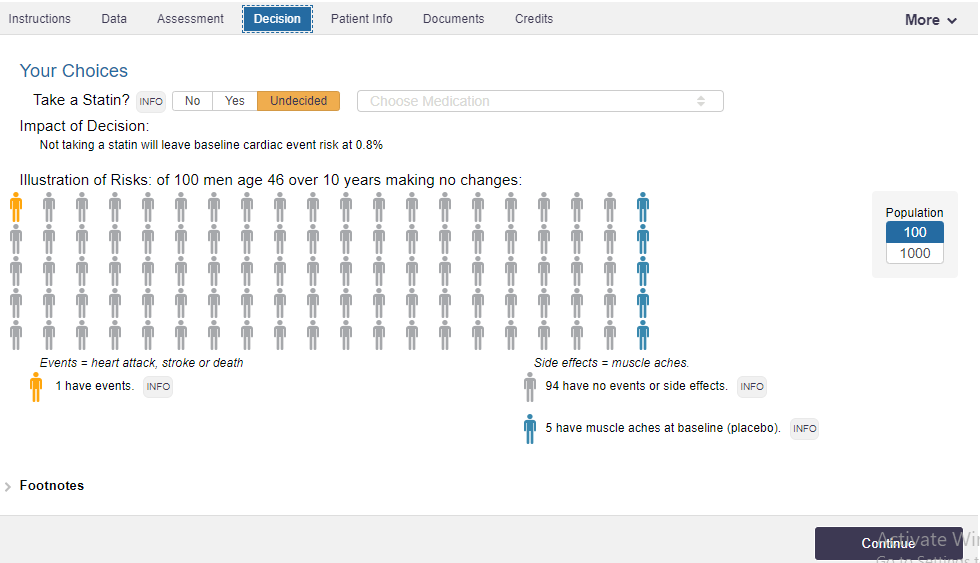 Instructions Data Assessment Decision Patient Info Documents Credits More
Your Choices
Take a Statin? INFO No Yes Undecided Choose Medication
Impact of Decision:
Not taking a statin will leave baseline cardiac event risk at 0.8%
Illustration of Risks: of 100 men age 46 over 10 years making no changes:
Population
100
1000
Events = heart attack, stroke or death Side effects = muscle aches.
1 have events. INFO 94 have no events or side effects. INFO
5 have muscle aches at baseline (placebo). INFO
Footnotes
Continue
Activate Win
Go to Settings t